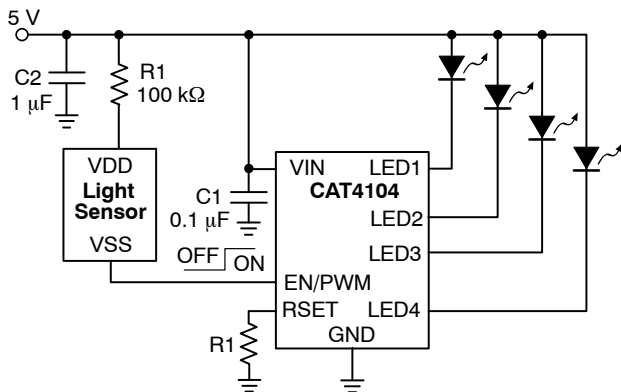 5 V
C2
1 μF
R1
100 kΩ
VDD
Light
Sensor
VSS
C1
0.1 μF
OFF
ON
VIN
LED1
CAT4104
LED2
LED3
EN/PWM
RSET
LED4
GND
R1